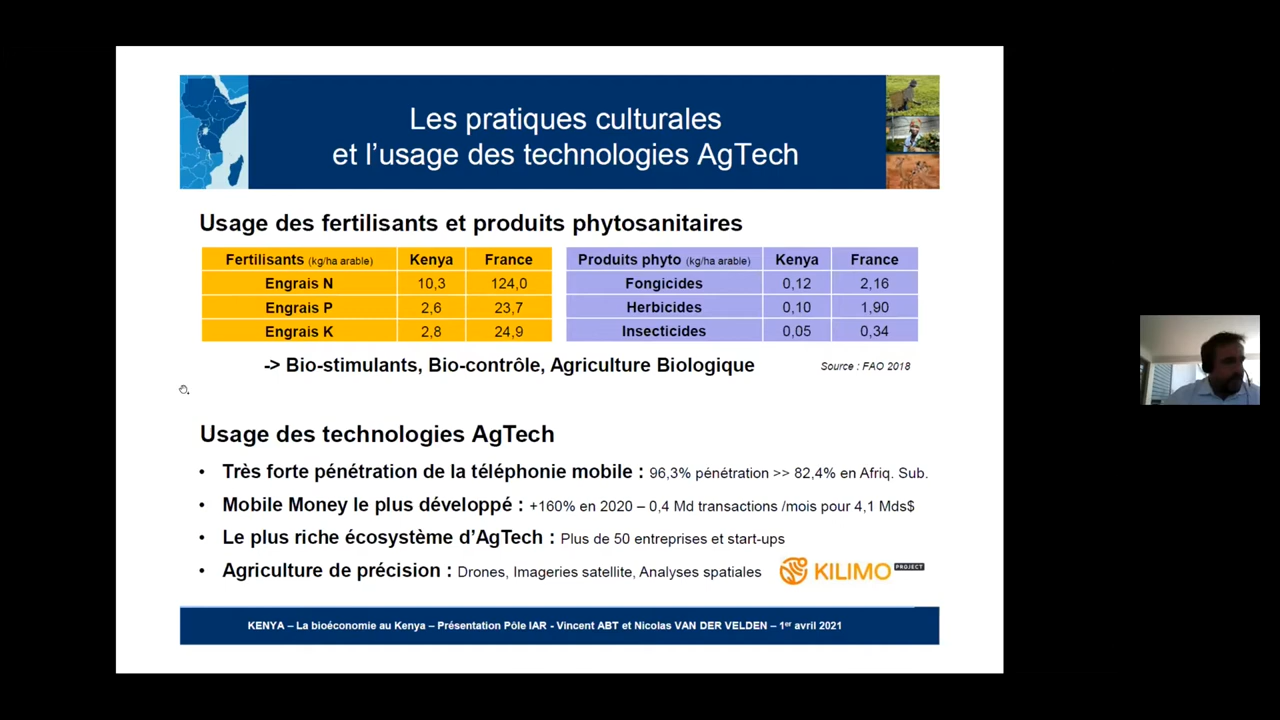 Les pratiques culturales
et l’usage des technologies AgTech
Usage des fertilisants et produits phytosanitaires
Fertilisants (kg/ha arable) Kenya France
Engrais N 10,3 124,0
Engrais P 2,6 23,7
Engrais K 2,8 24,9
Produits phyto (kg/ha arable) Kenya France
Fongicides 0,12 2,16
Herbicides 0,10 1,90
Insecticides 0,05 0,34
-> Bio-stimulants, Bio-contrôle, Agriculture Biologique
Source : FAO 2018
Usage des technologies AgTech
• Très forte pénétration de la téléphonie mobile : 96,3% pénétration >> 82,4% en Afriq. Sub.
• Mobile Money le plus développé : +160% en 2020 – 0,4 Md transactions /mois pour 4,1 Mds$
• Le plus riche écosystème d’AgTech : Plus de 50 entreprises et start-ups
• Agriculture de précision : Drones, Imageries satellite, Analyses spatiales
KILIMO PROJECT
KENYA – La bioéconomie au Kenya – Présentation Pôle IAR - Vincent ABT et Nicolas VAN DER VELDEN – 1er avril 2021